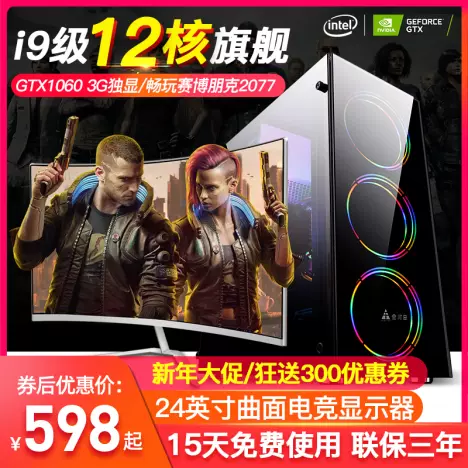 i9级12核旗舰
intel
NVIDIA
GEFORCE
GTX
GTX1060 3G独显/畅玩赛博朋克2077
新年大促/狂送300优惠券
券后优惠价:
¥598起
24英寸曲面电竞显示器
15天免费使用 联保三年